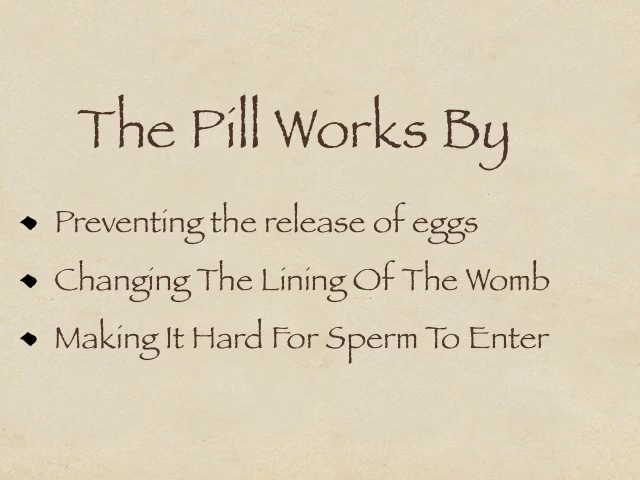 The Pill Works By
Preventing the release of eggs
Changing The Lining Of The Womb
Making It Hard For Sperm To Enter